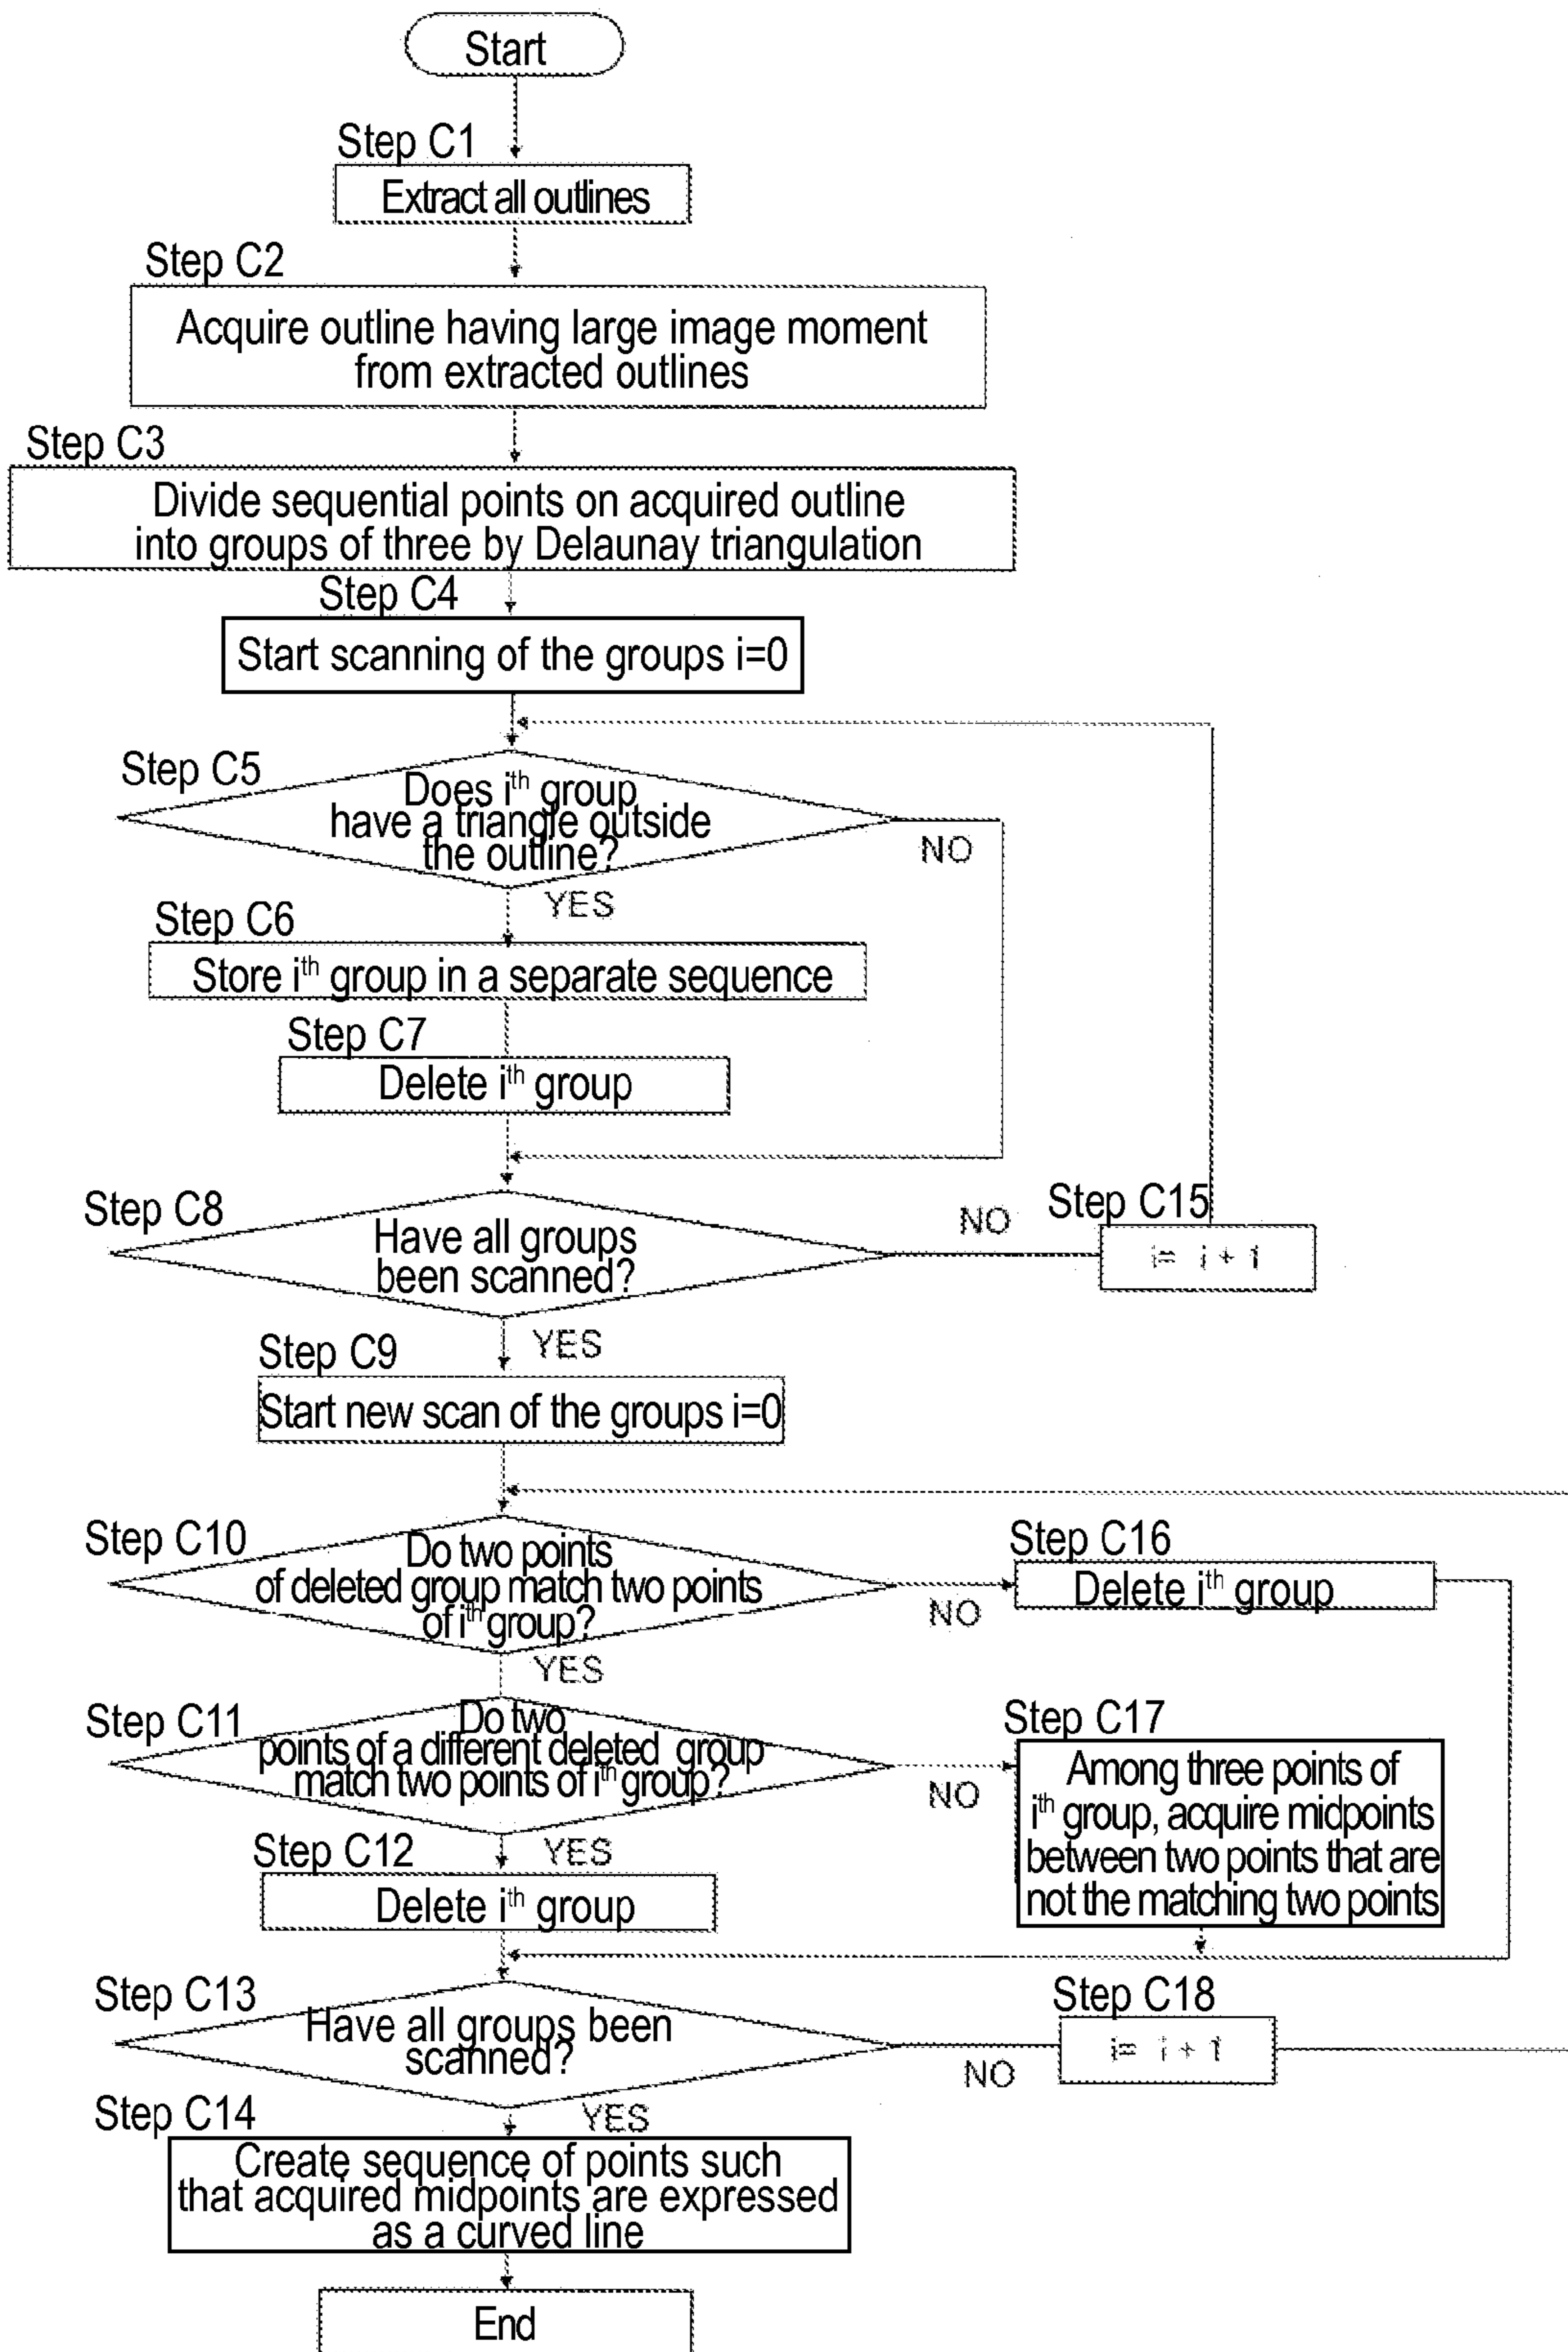 Start
Step C1
Extract all outlines
Step C2
Acquire outline having large image moment
from extracted outlines
Step C3
Divide sequential points on acquired outline
into groups of three by Delaunay triangulation
Step C4
Start scanning of the groups i=0
Step C5
Does ith group
have a triangle outside
the outline?
NO
YES
Step C6
Store ith group in a separate sequence
Step C7
Delete ith group
Step C8
Have all groups
been scanned?
NO
Step C15
i= i + 1
YES
Step C9
Start new scan of the groups i=0
Step C10
Do two points
of deleted group match two points
of ith group?
NO
Step C16
Delete ith group
YES
Step C11
Do two
points of a different deleted group
match two points of ith group?
NO
Step C17
Among three points of
ith group, acquire midpoints
between two points that are
not the matching two points
YES
Step C12
Delete ith group
Step C13
Have all groups been
scanned?
NO
Step C18
i= i + 1
YES
Step C14
Create sequence of points such
that acquired midpoints are expressed
as a curved line
End